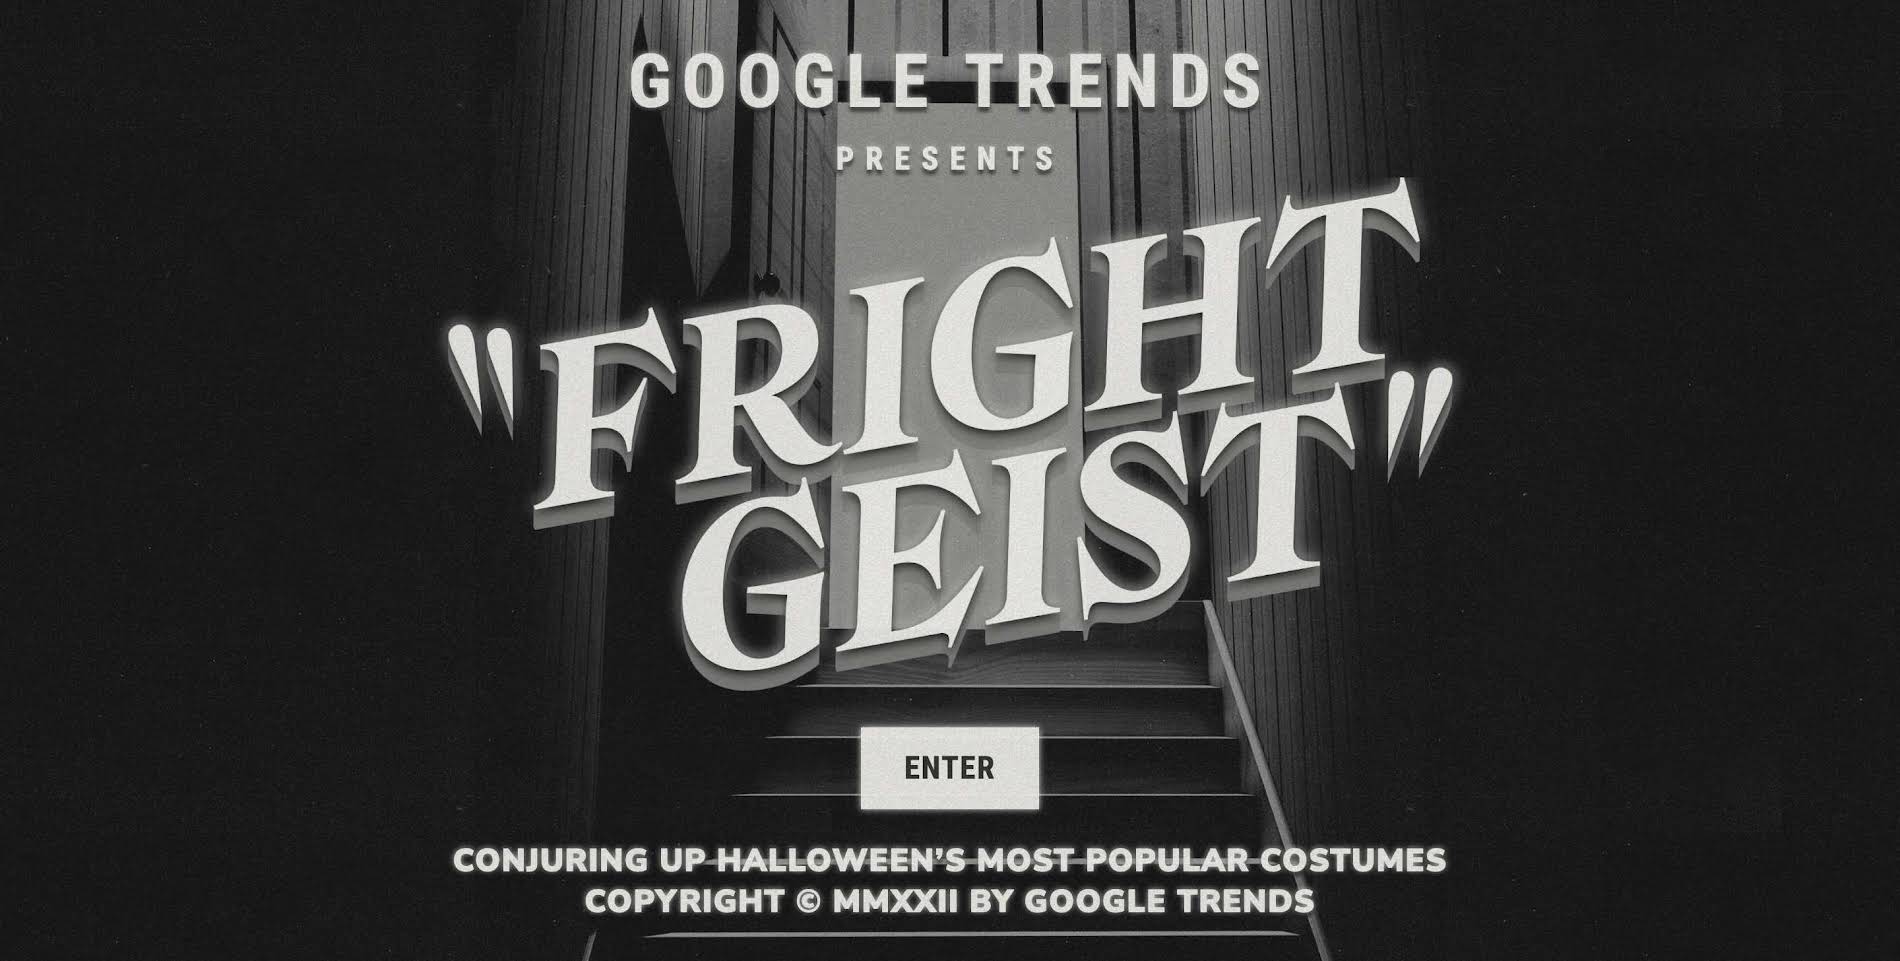 GOOGLE TRENDS
PRESENTS
"FRIGHT
GEIST"
ENTER
CONJURING UP HALLOWEEN’S MOST POPULAR COSTUMES
COPYRIGHT © MMXXII BY GOOGLE TRENDS